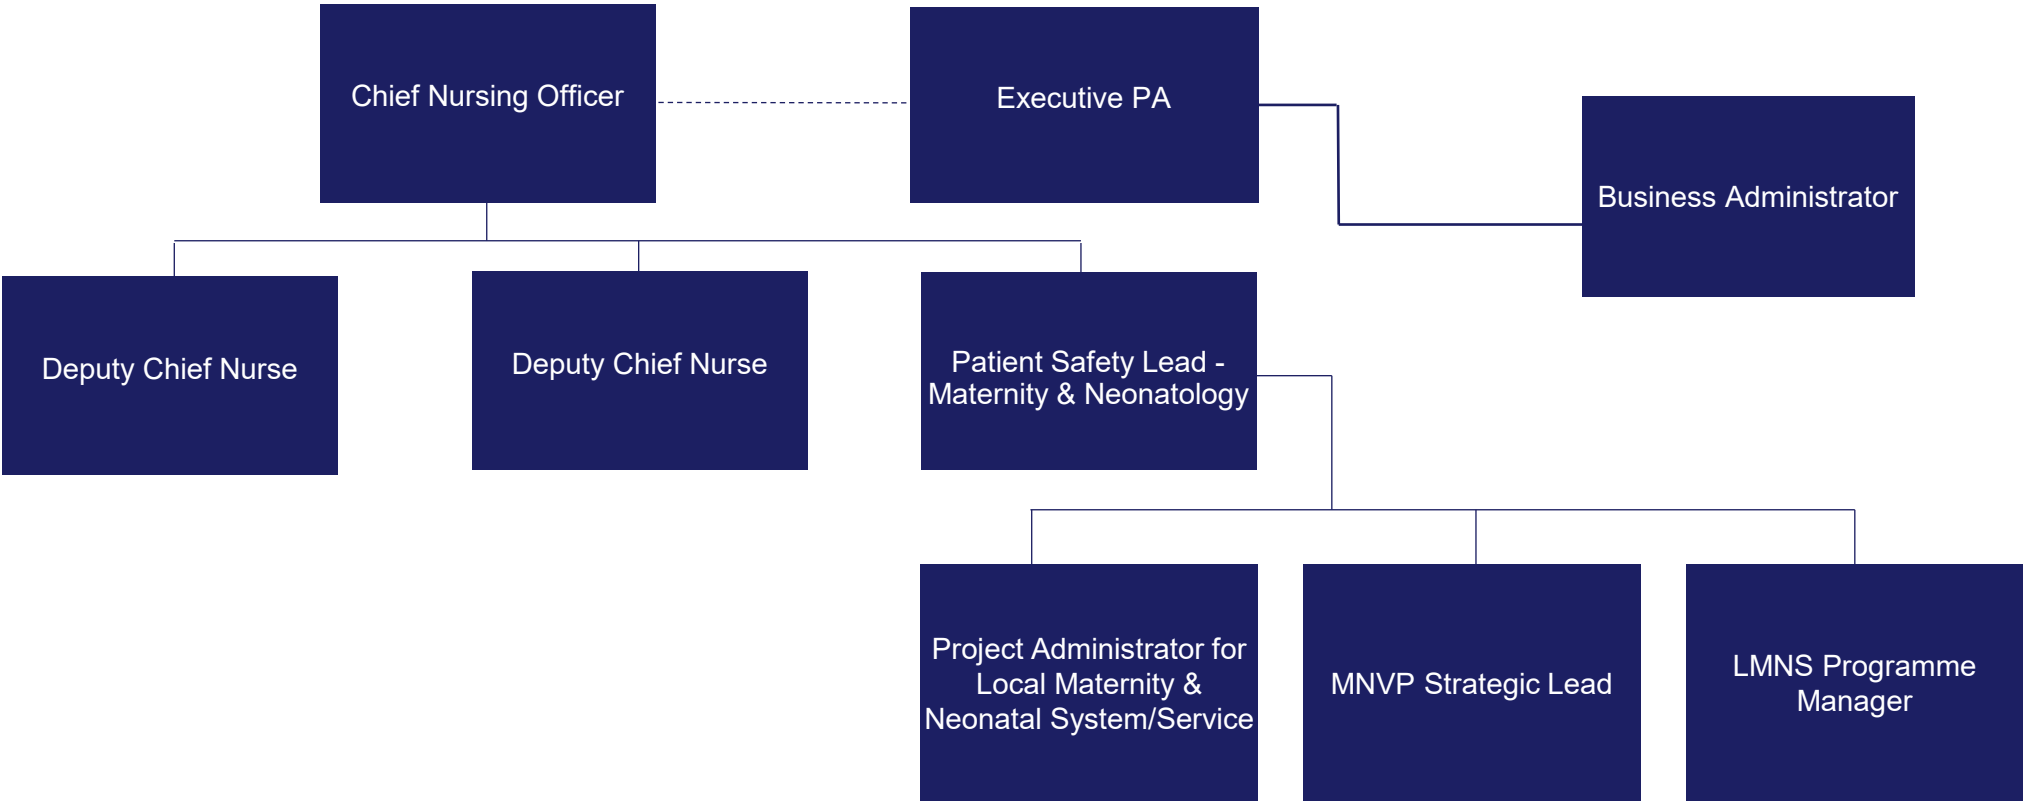 Chief Nursing Officer
Executive PA
Business Administrator
Deputy Chief Nurse
Deputy Chief Nurse
Patient Safety Lead -
Maternity & Neonatology
Project Administrator for
Local Maternity &
Neonatal System/Service
MNVP Strategic Lead
LMNS Programme
Manager